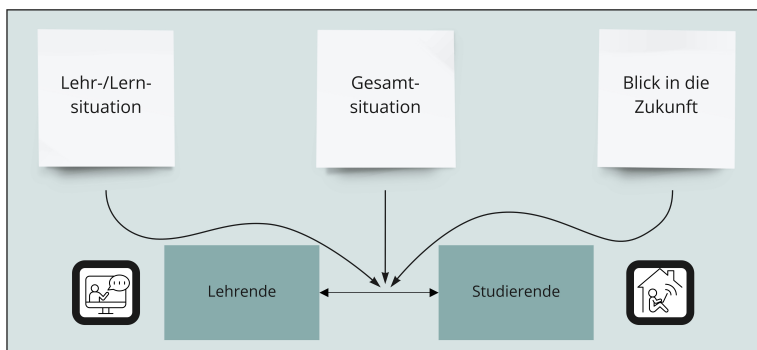 Lehr-/Lern-
situation
Gesamt-
situation
Blick in die
Zukunft
Lehrende
Studierende